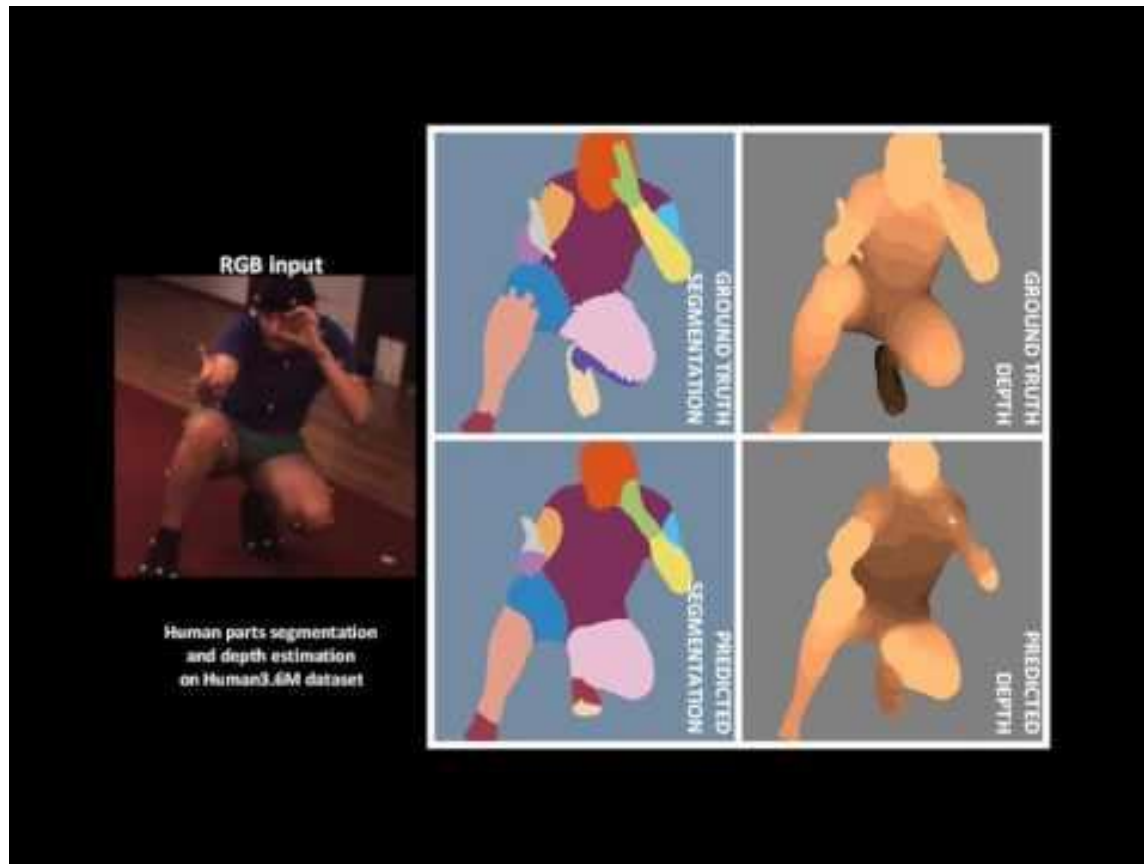 RGB input
Human parts segmentation
and depth estimation
on Human3.6M dataset
GROUND TRUTH
SEGMENTATION
GROUND TRUTH
DEPTH
PREDICTED
SEGMENTATION
PREDICTED
DEPTH